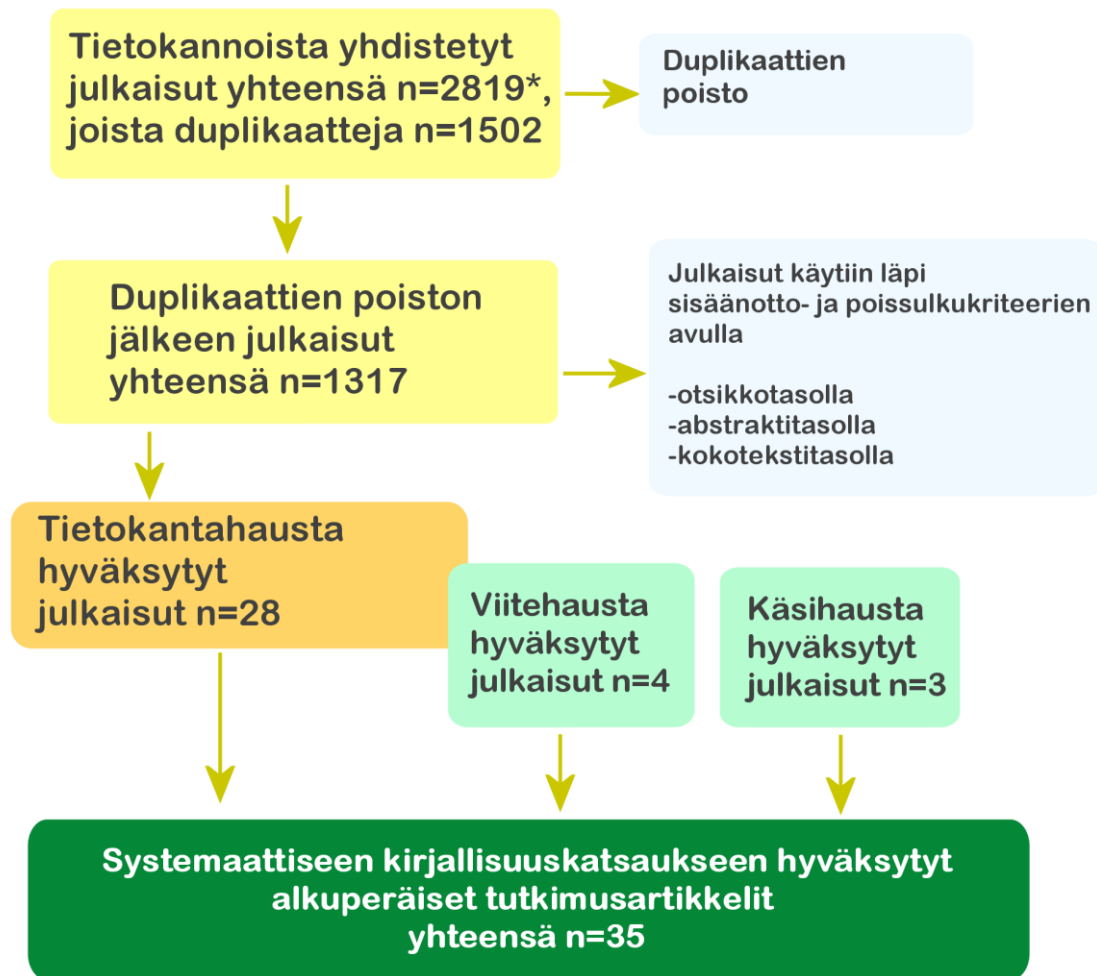 Tietokannoista yhdistetyt
julkaisut yhteensä n=2819*,
joista duplikaatteja n=1502
Duplikaattien
poisto
Duplikaattien poiston
jälkeen julkaisut
yhteensä n=1317
Julkaisut käytiin läpi
sisäänotto- ja poissulkukriteerien
avulla
-otsikkotasolla
-abstraktitasolla
-kokotekstitasolla
Tietokantahausta
hyväksytyt
julkaisut n=28
Viitehausta
hyväksytyt
julkaisut n=4
Käsihausta
hyväksytyt
julkaisut n=3
Systemaattiseen kirjallisuuskatsaukseen hyväksytyt
alkuperäiset tutkimusartikkelit
yhteensä n=35